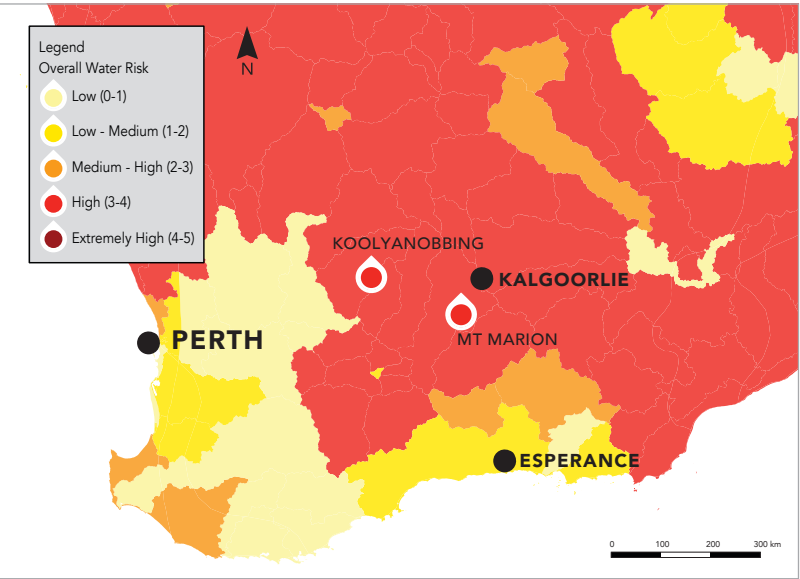 Legend
Overall Water Risk
Low (0-1)
Low - Medium (1-2)
Medium - High (2-3)
High (3-4)
Extremely High (4-5)
N
KOOLYANOBBING
KALGOORLIE
MT MARION
PERTH
ESPERANCE
0 100 200 300 km